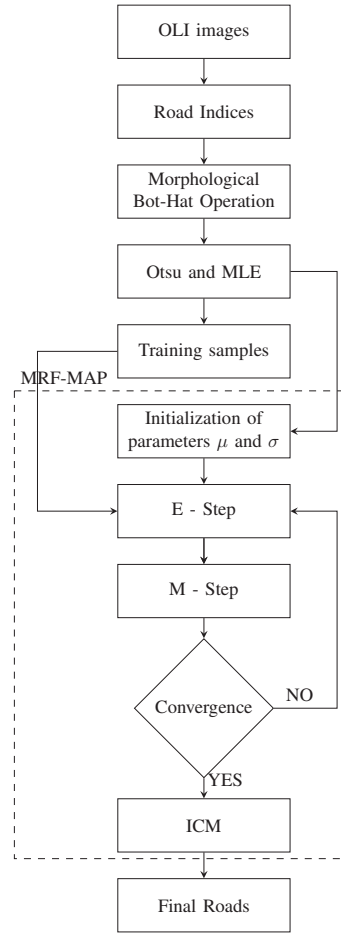 OLI images
Road Indices
Morphological
Bot-Hat Operation
Otsu and MLE
Training samples
MRF-MAP
Initialization of
parameters μ and σ
E - Step
M - Step
Convergence
NO
YES
ICM
Final Roads